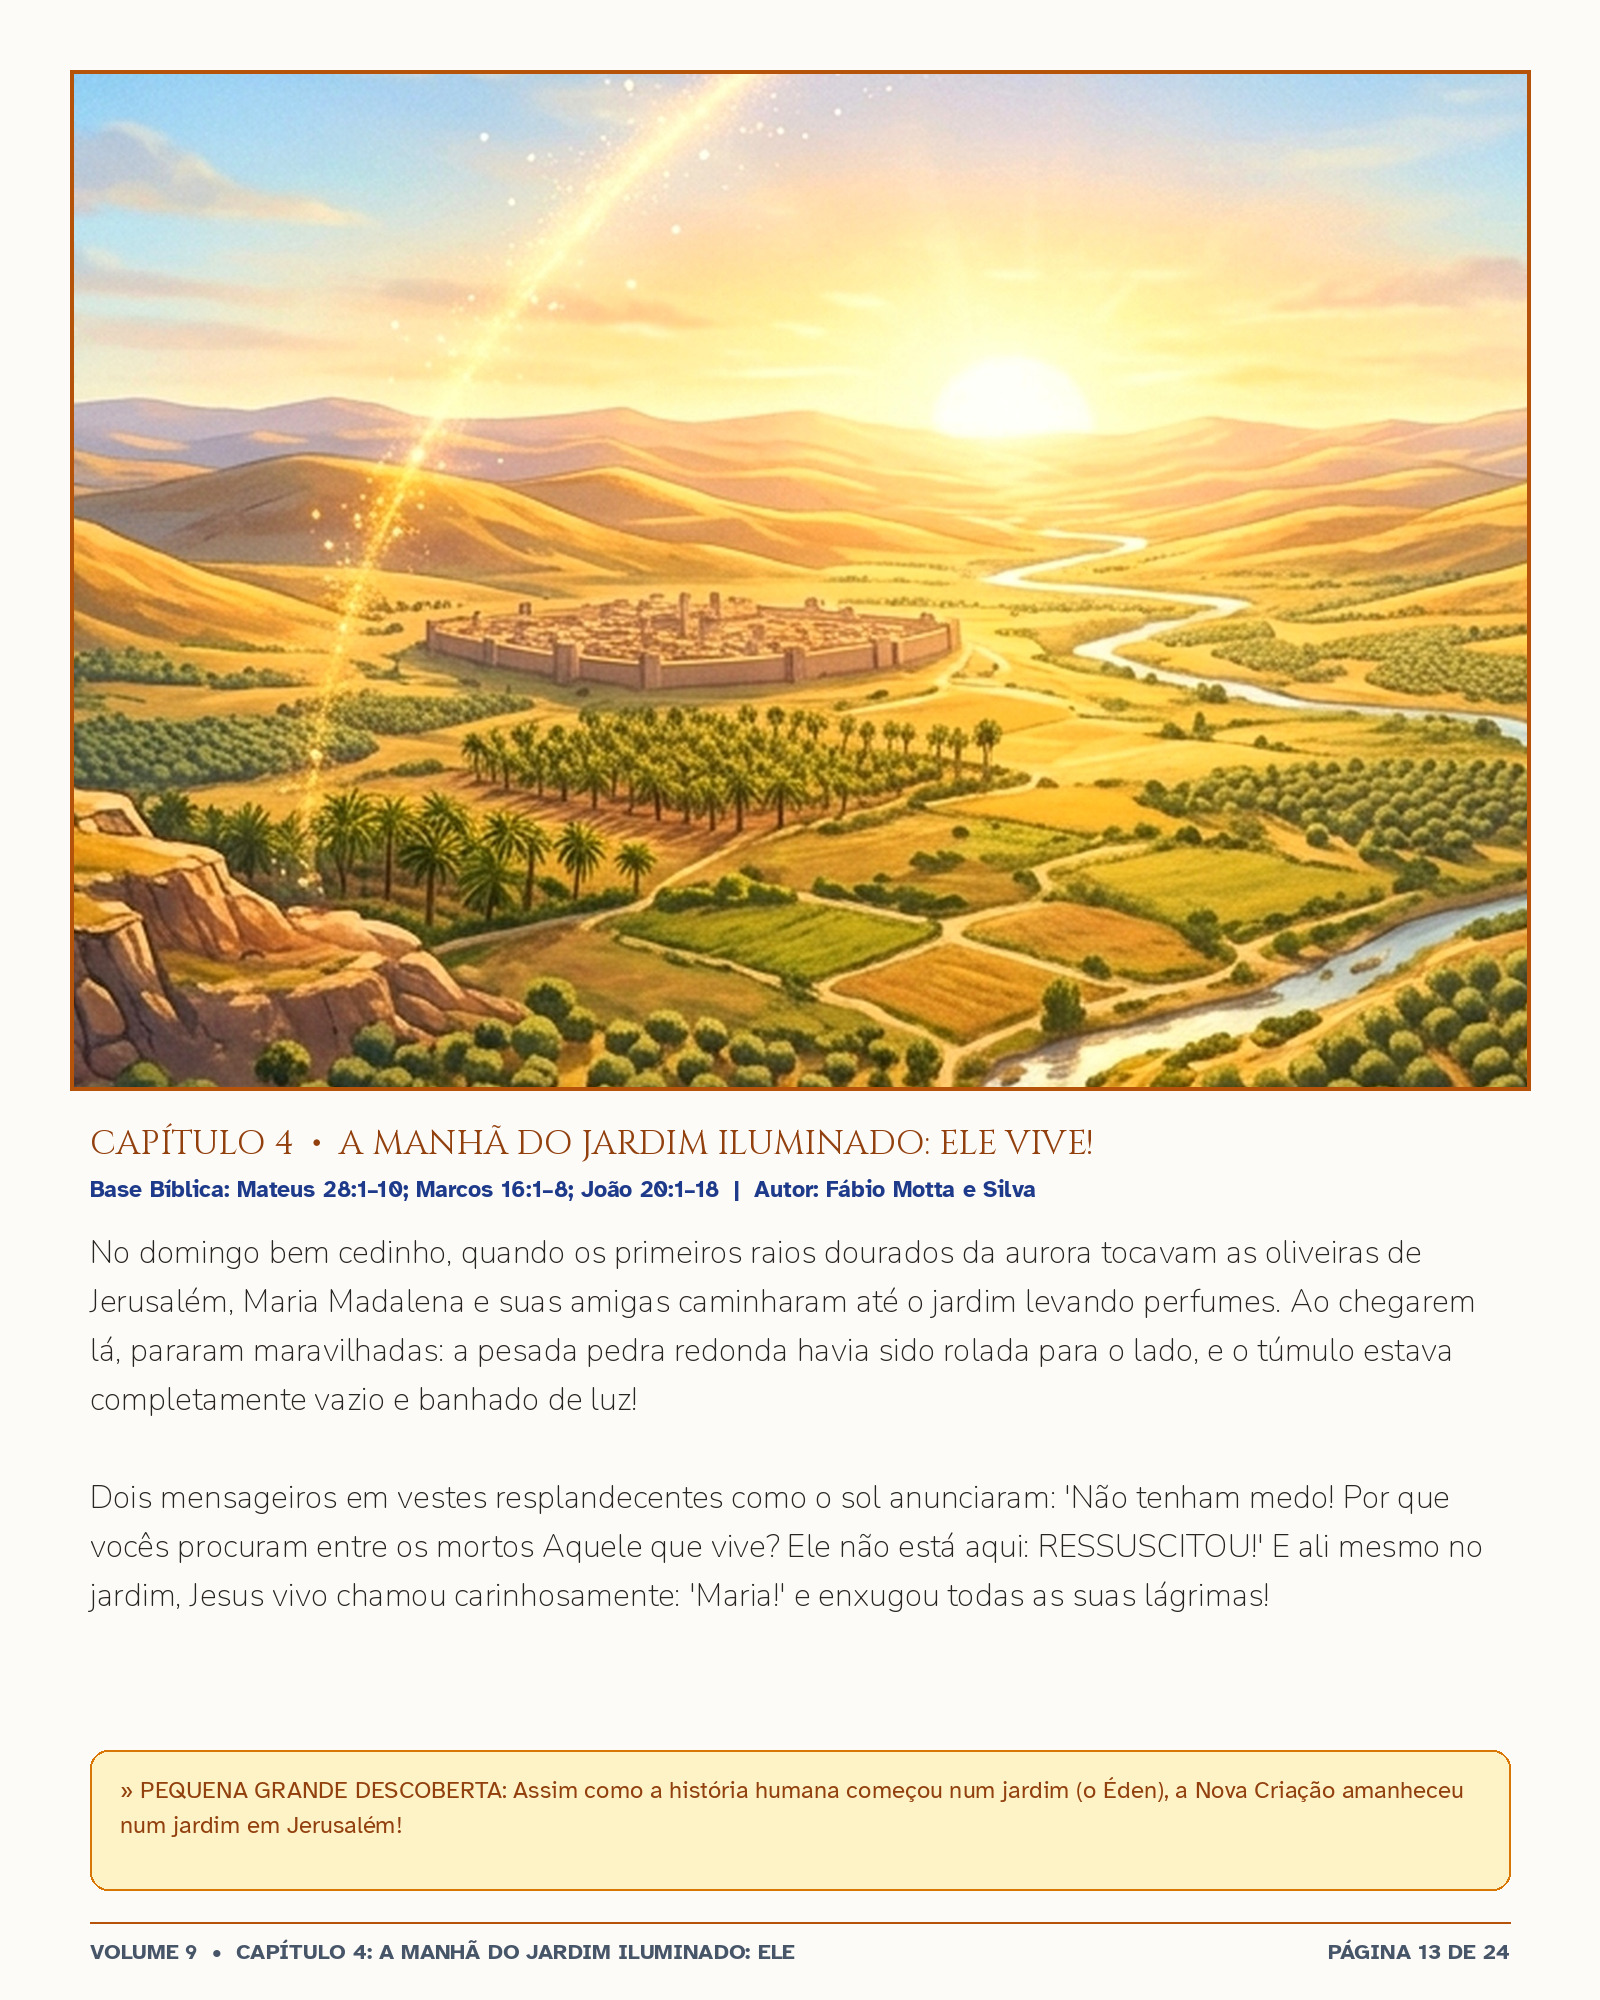 CAPÍTULO 4 • A MANHÃ DO JARDIM ILUMINADO: ELE VIVE!
Base Bíblica: Mateus 28:1–10; Marcos 16:1–8; João 20:1–18 | Autor: Fábio Motta e Silva
No domingo bem cedinho, quando os primeiros raios dourados da aurora tocavam as oliveiras de
Jerusalém, Maria Madalena e suas amigas caminharam até o jardim levando perfumes. Ao chegarem
lá, pararam maravilhadas: a pesada pedra redonda havia sido rolada para o lado, e o túmulo estava
completamente vazio e banhado de luz!
Dois mensageiros em vestes resplandecentes como o sol anunciaram: 'Não tenham medo! Por que
vocês procuram entre os mortos Aquele que vive? Ele não está aqui: RESSUSCITOU!' E ali mesmo no
jardim, Jesus vivo chamou carinhosamente: 'Maria!' e enxugou todas as suas lágrimas!
» PEQUENA GRANDE DESCOBERTA: Assim como a história humana começou num jardim (o Éden), a Nova Criação amanheceu
num jardim em Jerusalém!
VOLUME 9 • CAPÍTULO 4: A MANHÃ DO JARDIM ILUMINADO: ELE
PÁGINA 13 DE 24